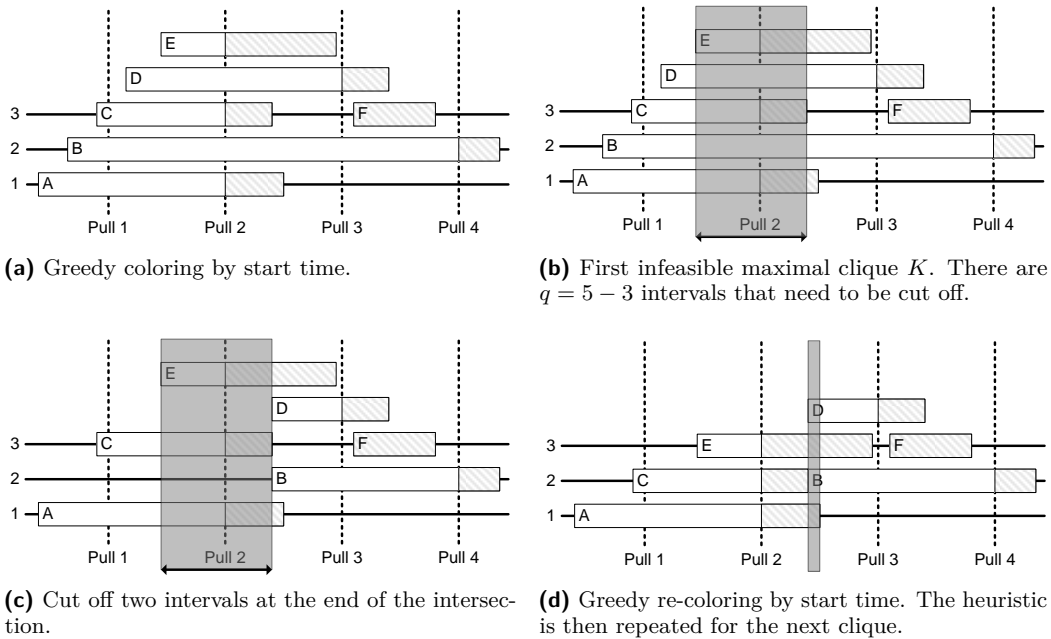 E
D
3 C F
2 B
1 A
Pull 1 Pull 2 Pull 3 Pull 4
(a) Greedy coloring by start time.
E
D
3 C F
2 B
1 A
Pull 1 Pull 2 Pull 3 Pull 4
(b) First infeasible maximal clique K. There are
q = 5 − 3 intervals that need to be cut off.
E
D
3 C F
2 B
1 A
Pull 1 Pull 2 Pull 3 Pull 4
(c) Cut off two intervals at the end of the intersec-
tion.
D
3 E F
2 C B
1 A
Pull 1 Pull 2 Pull 3 Pull 4
(d) Greedy re-coloring by start time. The heuristic
is then repeated for the next clique.